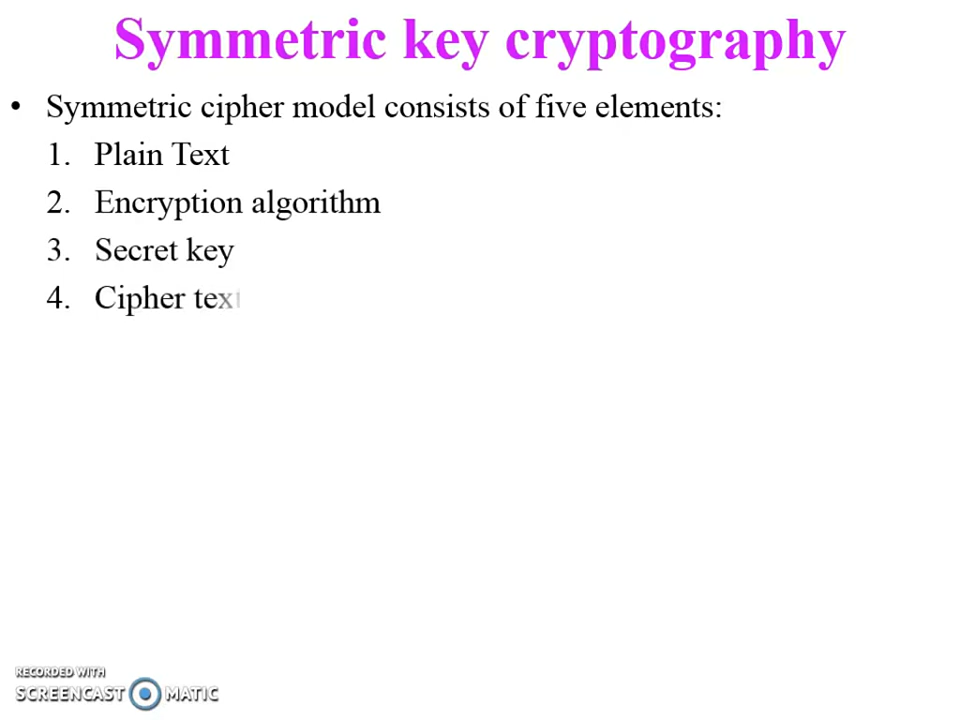 Symmetric key cryptography
• Symmetric cipher model consists of five elements:
1. Plain Text
2. Encryption algorithm
3. Secret key
4. Cipher text
RECORDED WITH
SCREENCAST MATIC